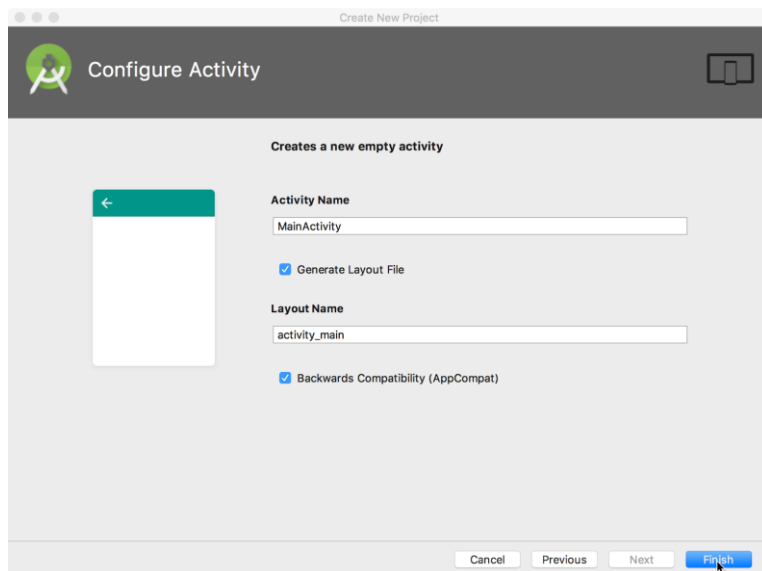 Create New Project
Configure Activity
Creates a new empty activity
Activity Name
MainActivity
Generate Layout File
Layout Name
activity_main
Backwards Compatibility (AppCompat)
Cancel Previous Next Finish